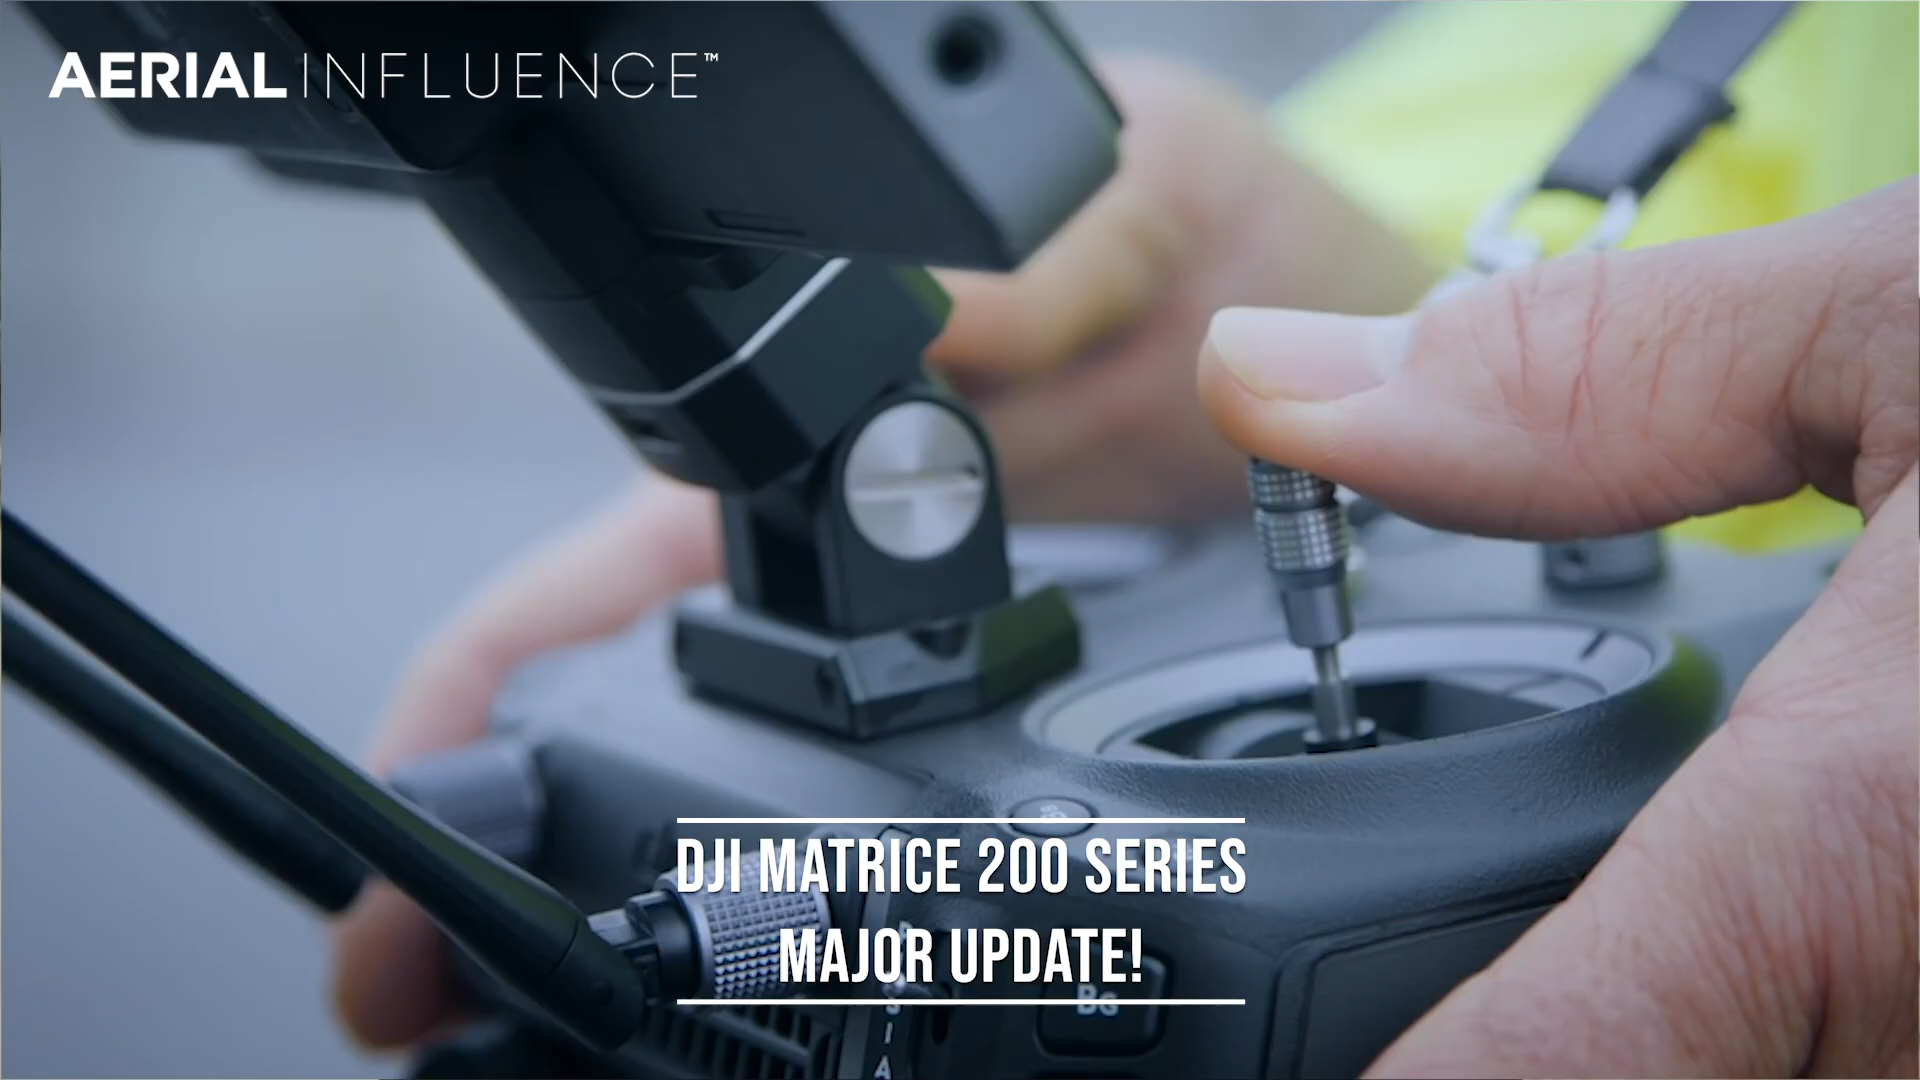 AERIAL INFLUENCE™
DJI MATRICE 200 SERIES
MAJOR UPDATE!
BG